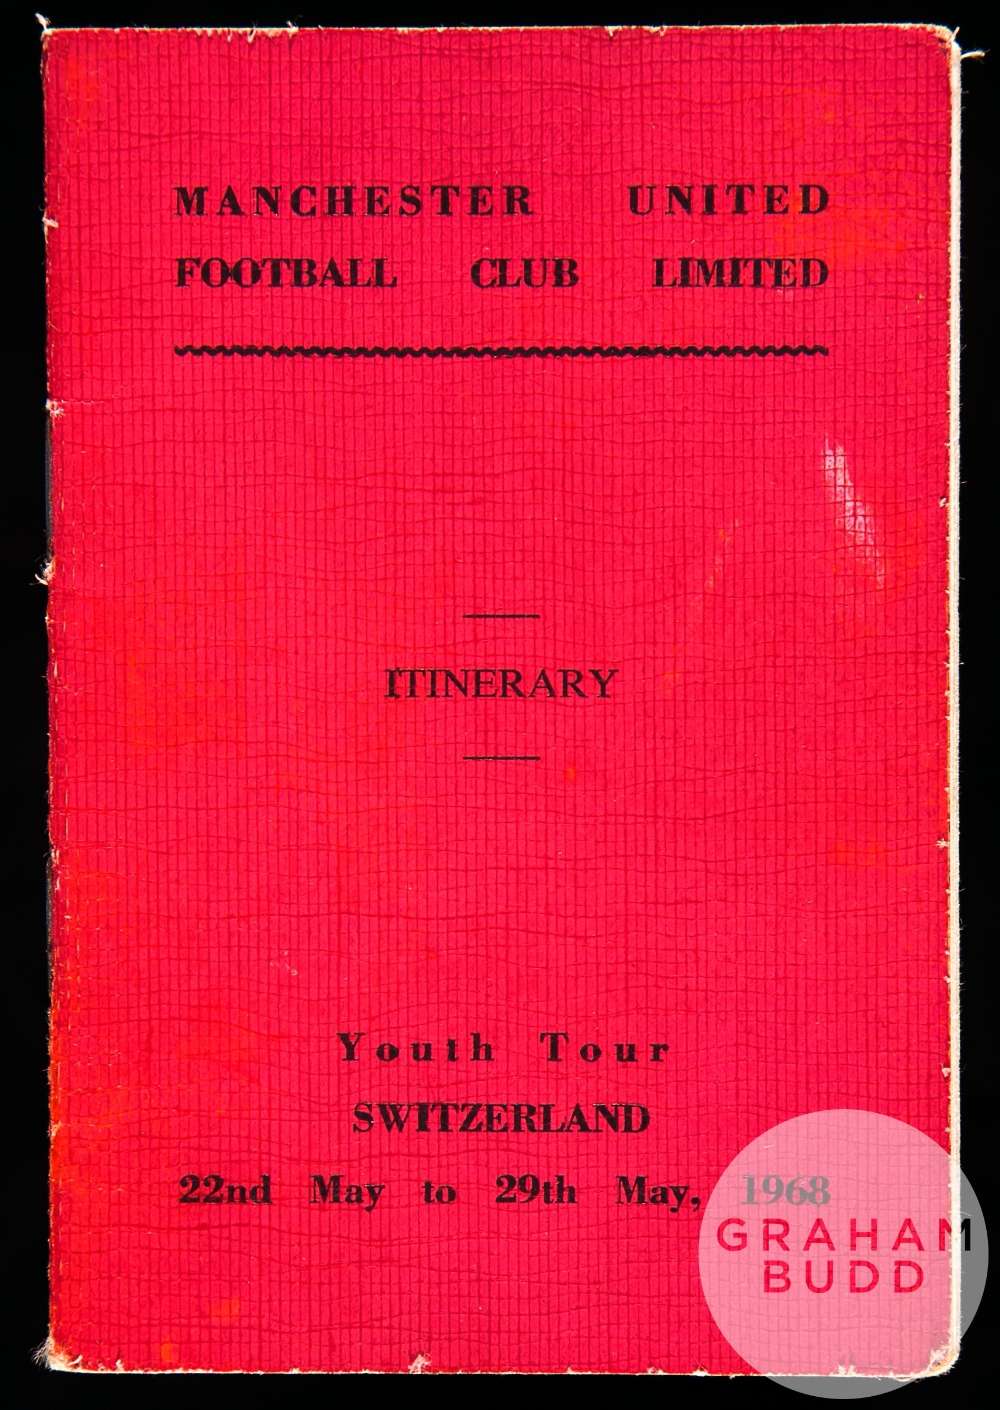 MANCHESTER UNITED
FOOTBALL CLUB LIMITED
ITINERARY
Youth Tour
SWITZERLAND
22nd May to 29th May, 1968
GRAHAM
BUDD